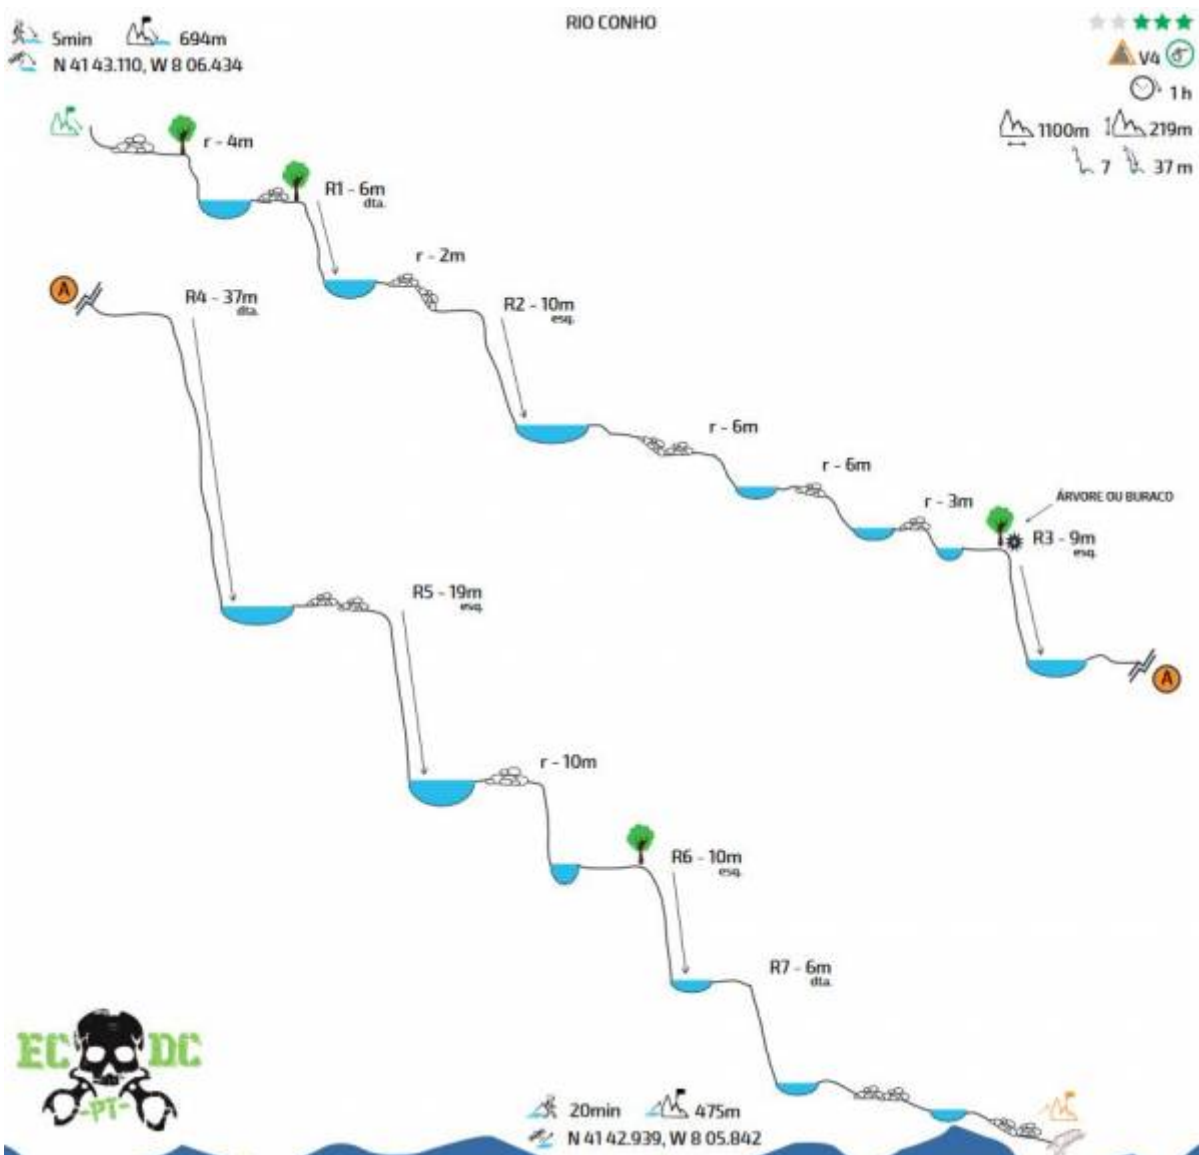 RIO CONHO
5min 694m
N 41 43.110, W 8 06.434
V4
1 h
1100m 219m
7 37 m
r - 4m
R1 - 6m
dta.
r - 2m
R2 - 10m
esq.
r - 6m
r - 6m
r - 3m
ÁRVORE OU BURACO
R3 - 9m
esq.
A
A
R4 - 37m
dta.
R5 - 19m
esq.
r - 10m
R6 - 10m
esq.
R7 - 6m
dta.
EC DC
-PT-
20min 475m
N 41 42.939, W 8 05.842